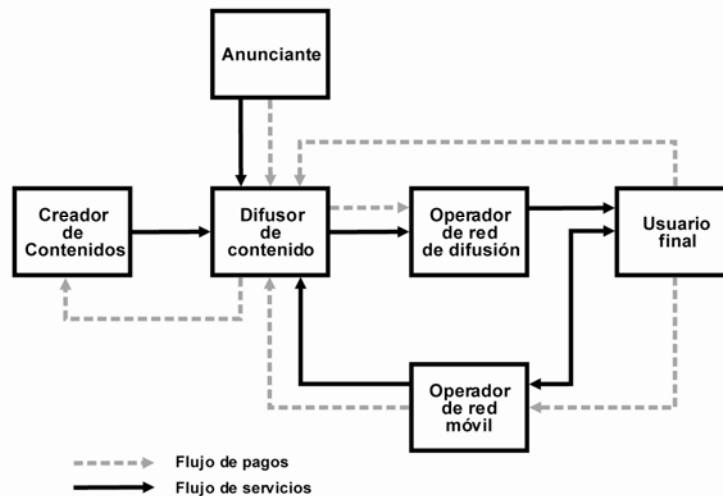 Anunciante
Creador
de
Contenidos
Difusor
de
contenido
Operador
de red
de difusión
Usuario
final
Operador
de red
móvil
Flujo de pagos
Flujo de servicios